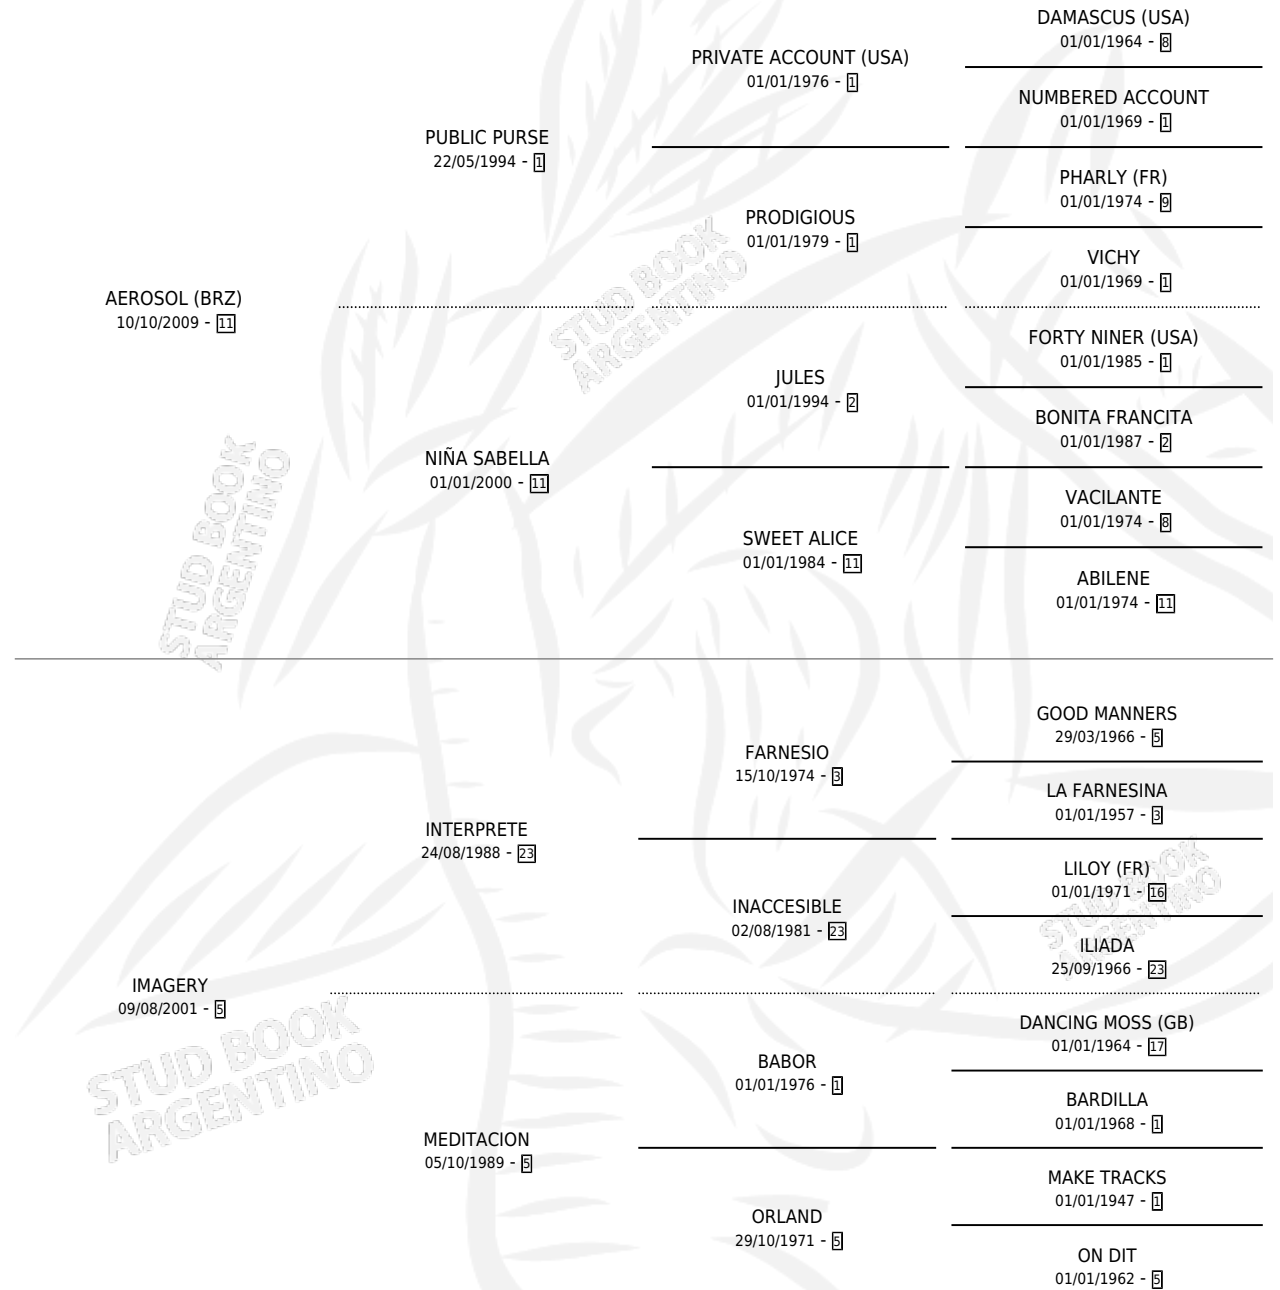 DAMASCUS (USA)
01/01/1964 - 8
PRIVATE ACCOUNT (USA)
01/01/1976 - 1
NUMBERED ACCOUNT
01/01/1969 - 1
PUBLIC PURSE
22/05/1994 - 1
PHARLY (FR)
01/01/1974 - 9
PRODIGIOUS
01/01/1979 - 1
VICHY
01/01/1969 - 1
AEROSOL (BRZ)
10/10/2009 - 11
FORTY NINER (USA)
01/01/1985 - 1
JULES
01/01/1994 - 2
BONITA FRANCITA
01/01/1987 - 2
NIÑA SABELLA
01/01/2000 - 11
VACILANTE
01/01/1974 - 8
SWEET ALICE
01/01/1984 - 11
ABILENE
01/01/1974 - 11
GOOD MANNERS
29/03/1966 - 5
FARNESIO
15/10/1974 - 3
LA FARNESINA
01/01/1957 - 3
INTERPRETE
24/08/1988 - 23
LILOY (FR)
01/01/1971 - 16
INACCESIBLE
02/08/1981 - 23
ILIADA
25/09/1966 - 23
IMAGERY
09/08/2001 - 5
DANCING MOSS (GB)
01/01/1964 - 17
BABOR
01/01/1976 - 1
BARDILLA
01/01/1968 - 1
MEDITACION
05/10/1989 - 5
MAKE TRACKS
01/01/1947 - 1
ORLAND
29/10/1971 - 5
ON DIT
01/01/1962 - 5
STUD BOOK
ARGENTINO
STUD BOOK
ARGENTINO
STUD BOOK
ARGENTINO
STUD BOOK
ARGENTINO